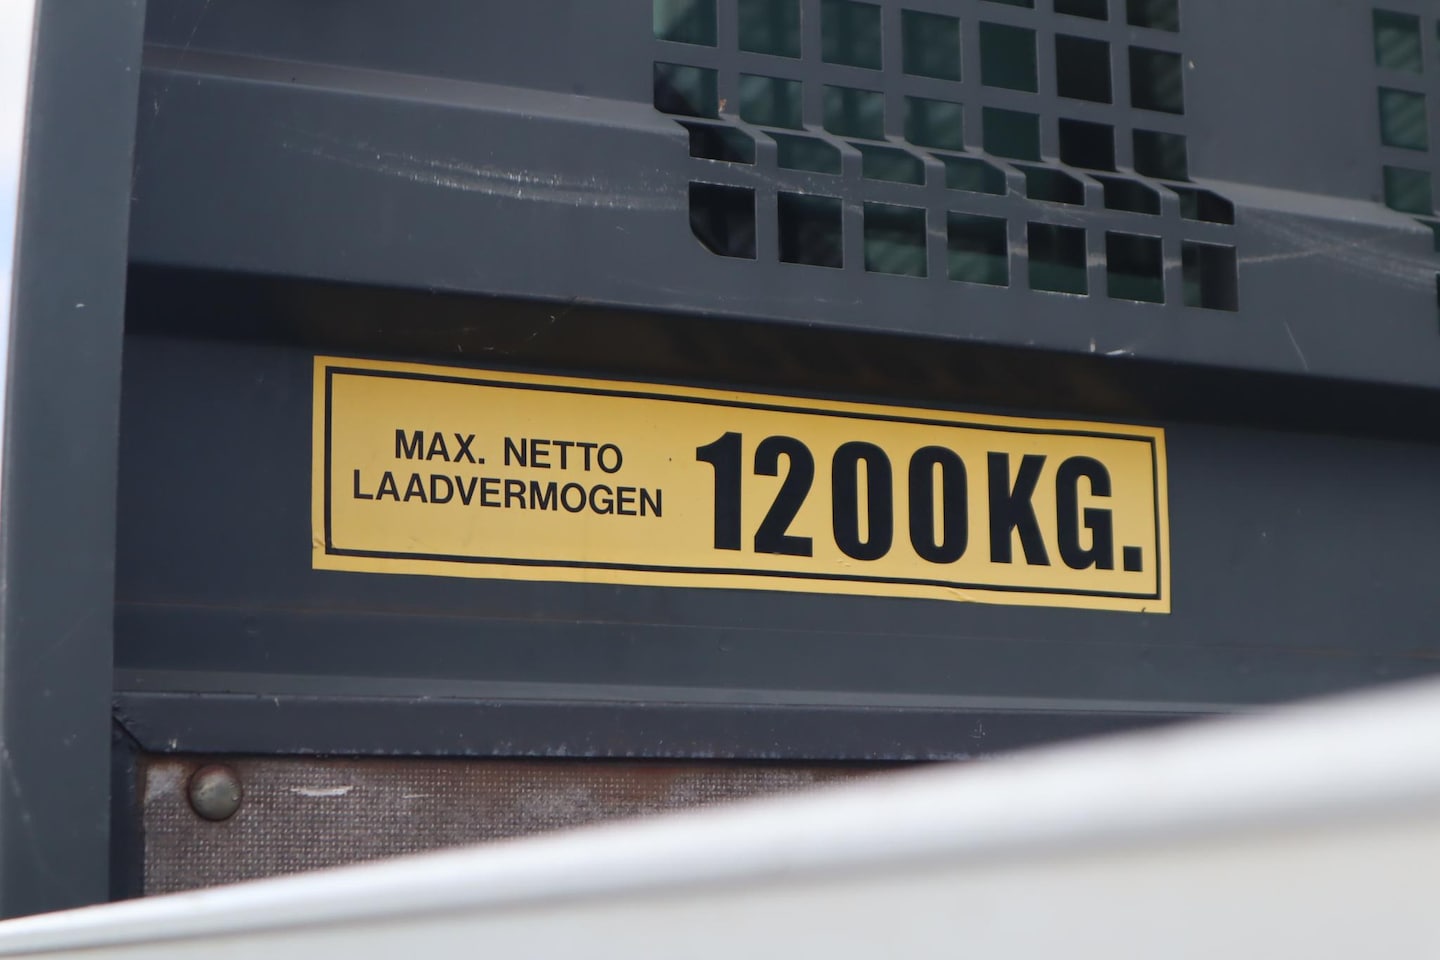 MAX. NETTO
LAADVERMOGEN
1200KG.